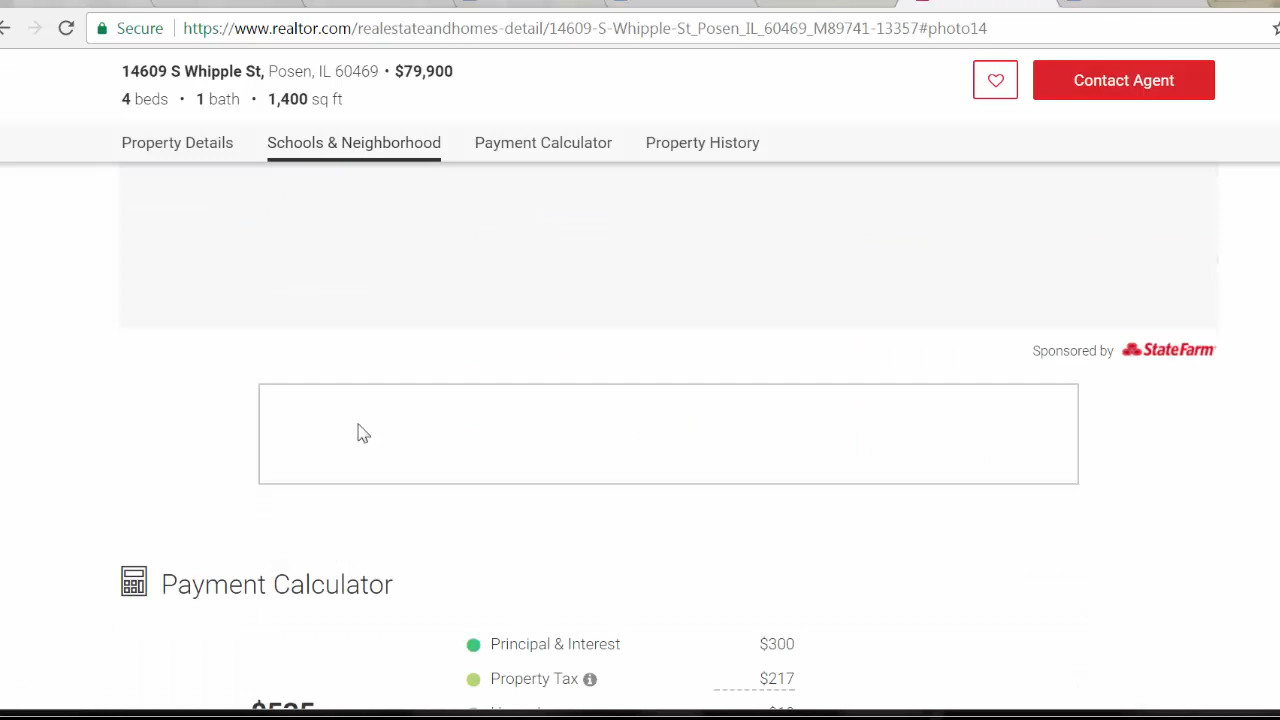 Secure https://www.realtor.com/realestateandhomes-detail/14609-S-Whipple-St_Posen_IL_60469_M89741-13357#photo14
14609 S Whipple St, Posen, IL 60469 • $79,900
4 beds • 1 bath • 1,400 sq ft
Contact Agent
Property Details Schools & Neighborhood Payment Calculator Property History
Sponsored by StateFarm
Payment Calculator
Principal & Interest $300
Property Tax $217